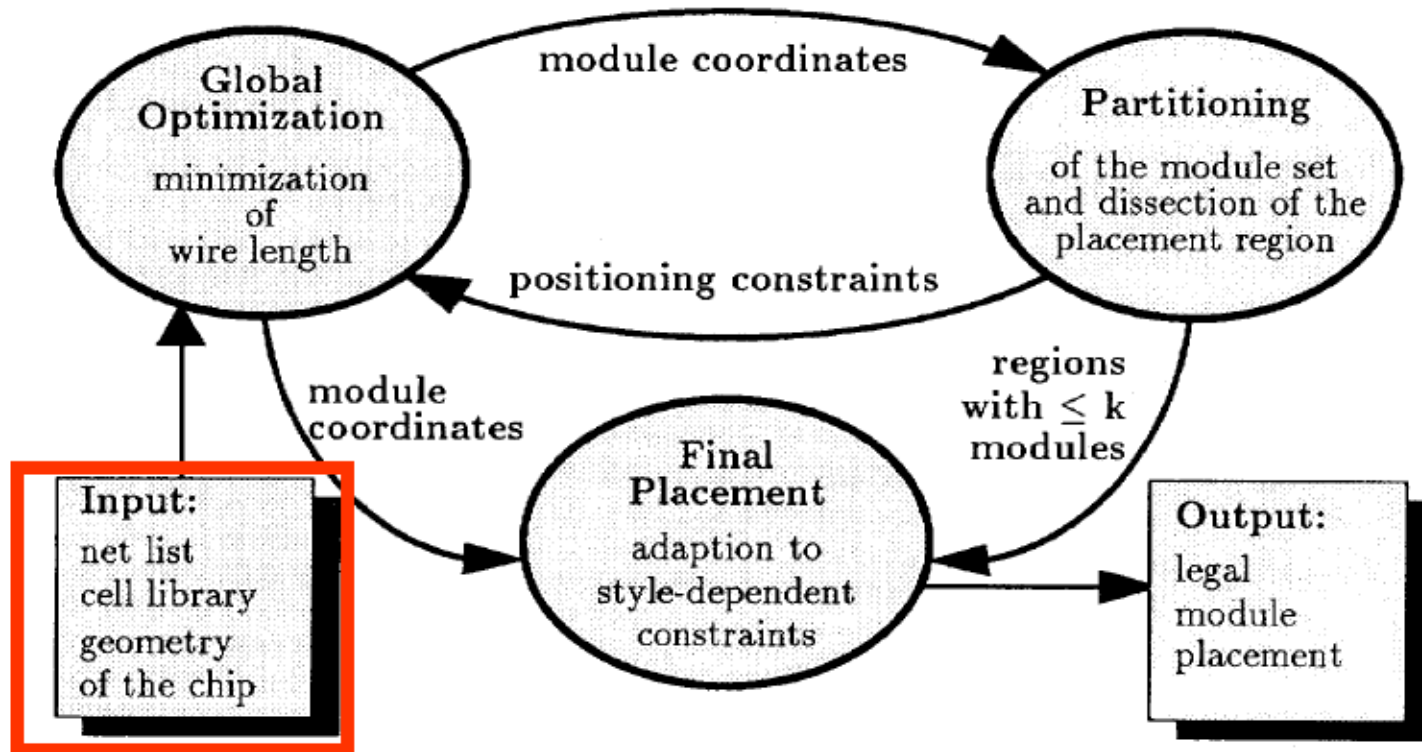 module coordinates
Global
Optimization
minimization
of
wire length
Partitioning
of the module set
and dissection of the
placement region
positioning constraints
module
coordinates
regions
with ≤ k
modules
Final
Placement
adaption to
style-dependent
constraints
Input:
net list
cell library
geometry
of the chip
Output:
legal
module
placement